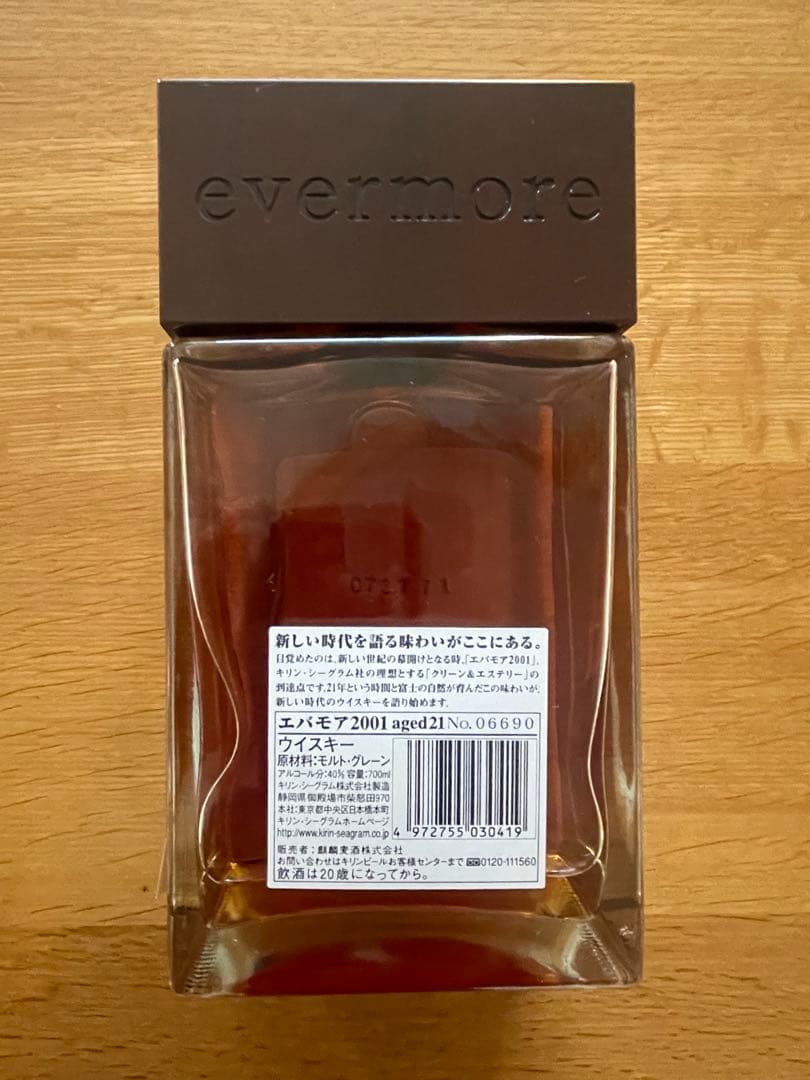 evermore
新しい時代を語る味わいがここにある。
目覚めたのは、新しい世紀の幕開けとなる時。「エバモア2001」。
キリン・シーグラム社の理想とする「クリーン&エステリー」の
到達点です。21年という時間と富士の自然が育んだこの味わいが、
新しい時代のウイスキーを語り始めます。
エバモア2001 aged21 No. 06690
ウイスキー
原材料:モルト・グレーン
アルコール分:40% 容量:700ml
キリン・シーグラム株式会社製造
静岡県御殿場市柴怒田970
本社:東京都中央区日本橋本町
キリン・シーグラムホームページ
http://www.kirin-seagram.co.jp
4 972755 030419
販売者:麒麟麦酒株式会社
お問い合わせはキリンビールお客様センターまで 0120-111560
飲酒は20歳になってから。